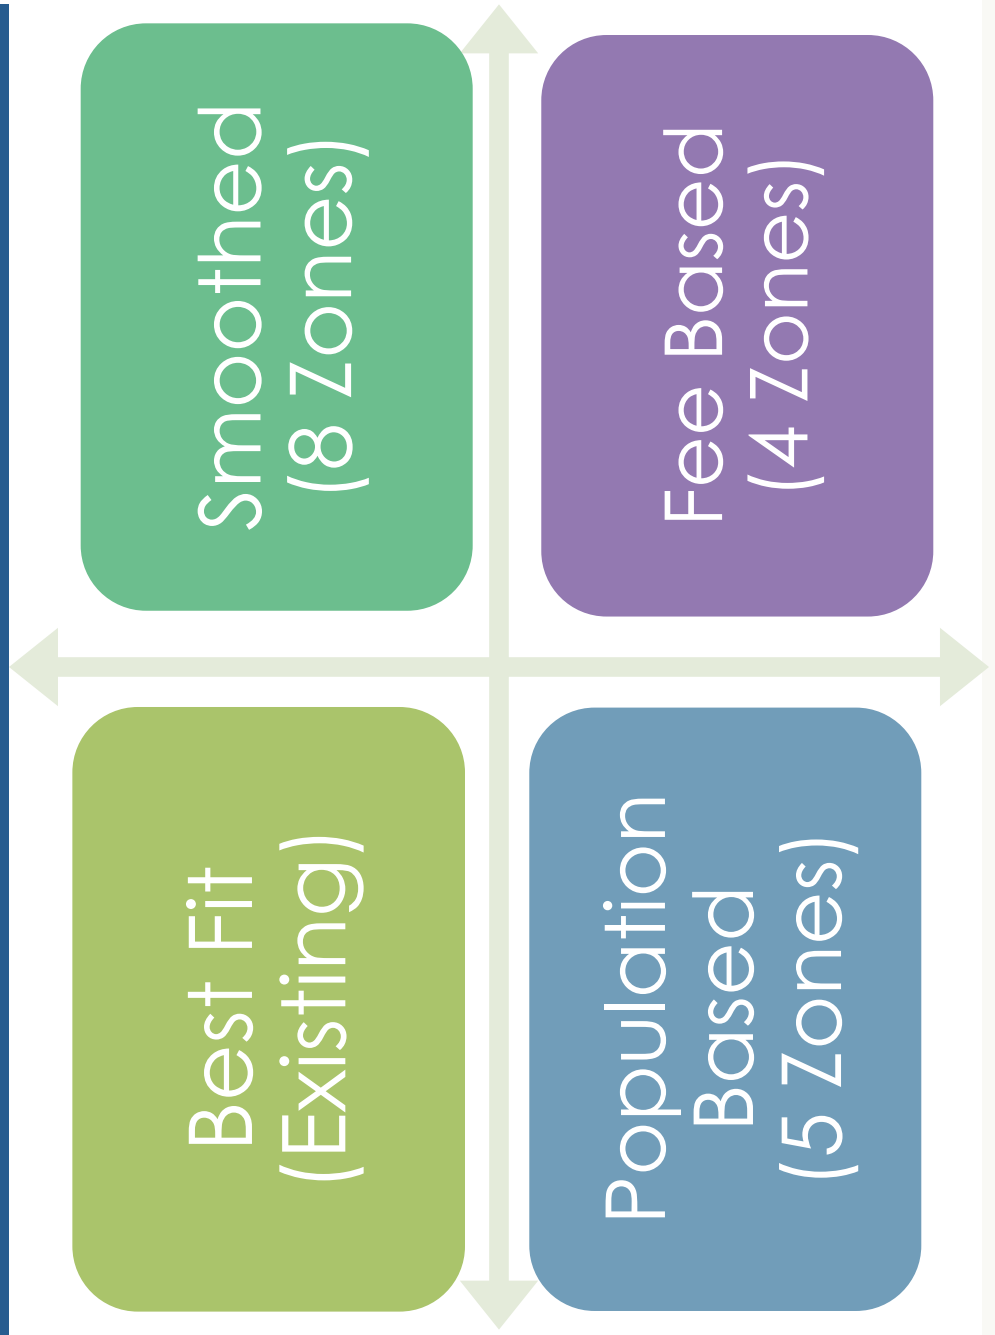 Best Fit
(Existing)
Smoothed
(8 Zones)
Population
Based
(5 Zones)
Fee Based
(4 Zones)